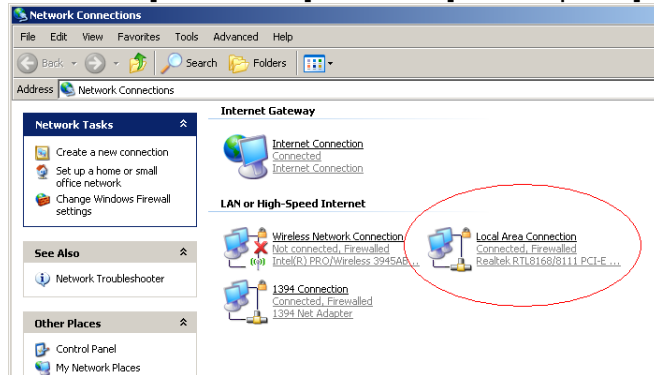 Network Connections
File Edit View Favorites Tools Advanced Help
Back Search Folders
Address Network Connections
Network Tasks
Create a new connection
Set up a home or small
office network
Change Windows Firewall
settings
See Also
Network Troubleshooter
Other Places
Control Panel
My Network Places
Internet Gateway
Internet Connection
Connected
Internet Connection
LAN or High-Speed Internet
Wireless Network Connection
Not connected, Firewalled
Intel(R) PRO/Wireless 3945AB...
Local Area Connection
Connected, Firewalled
Realtek RTL8168/8111 PCI-E ...
1394 Connection
Connected, Firewalled
1394 Net Adapter